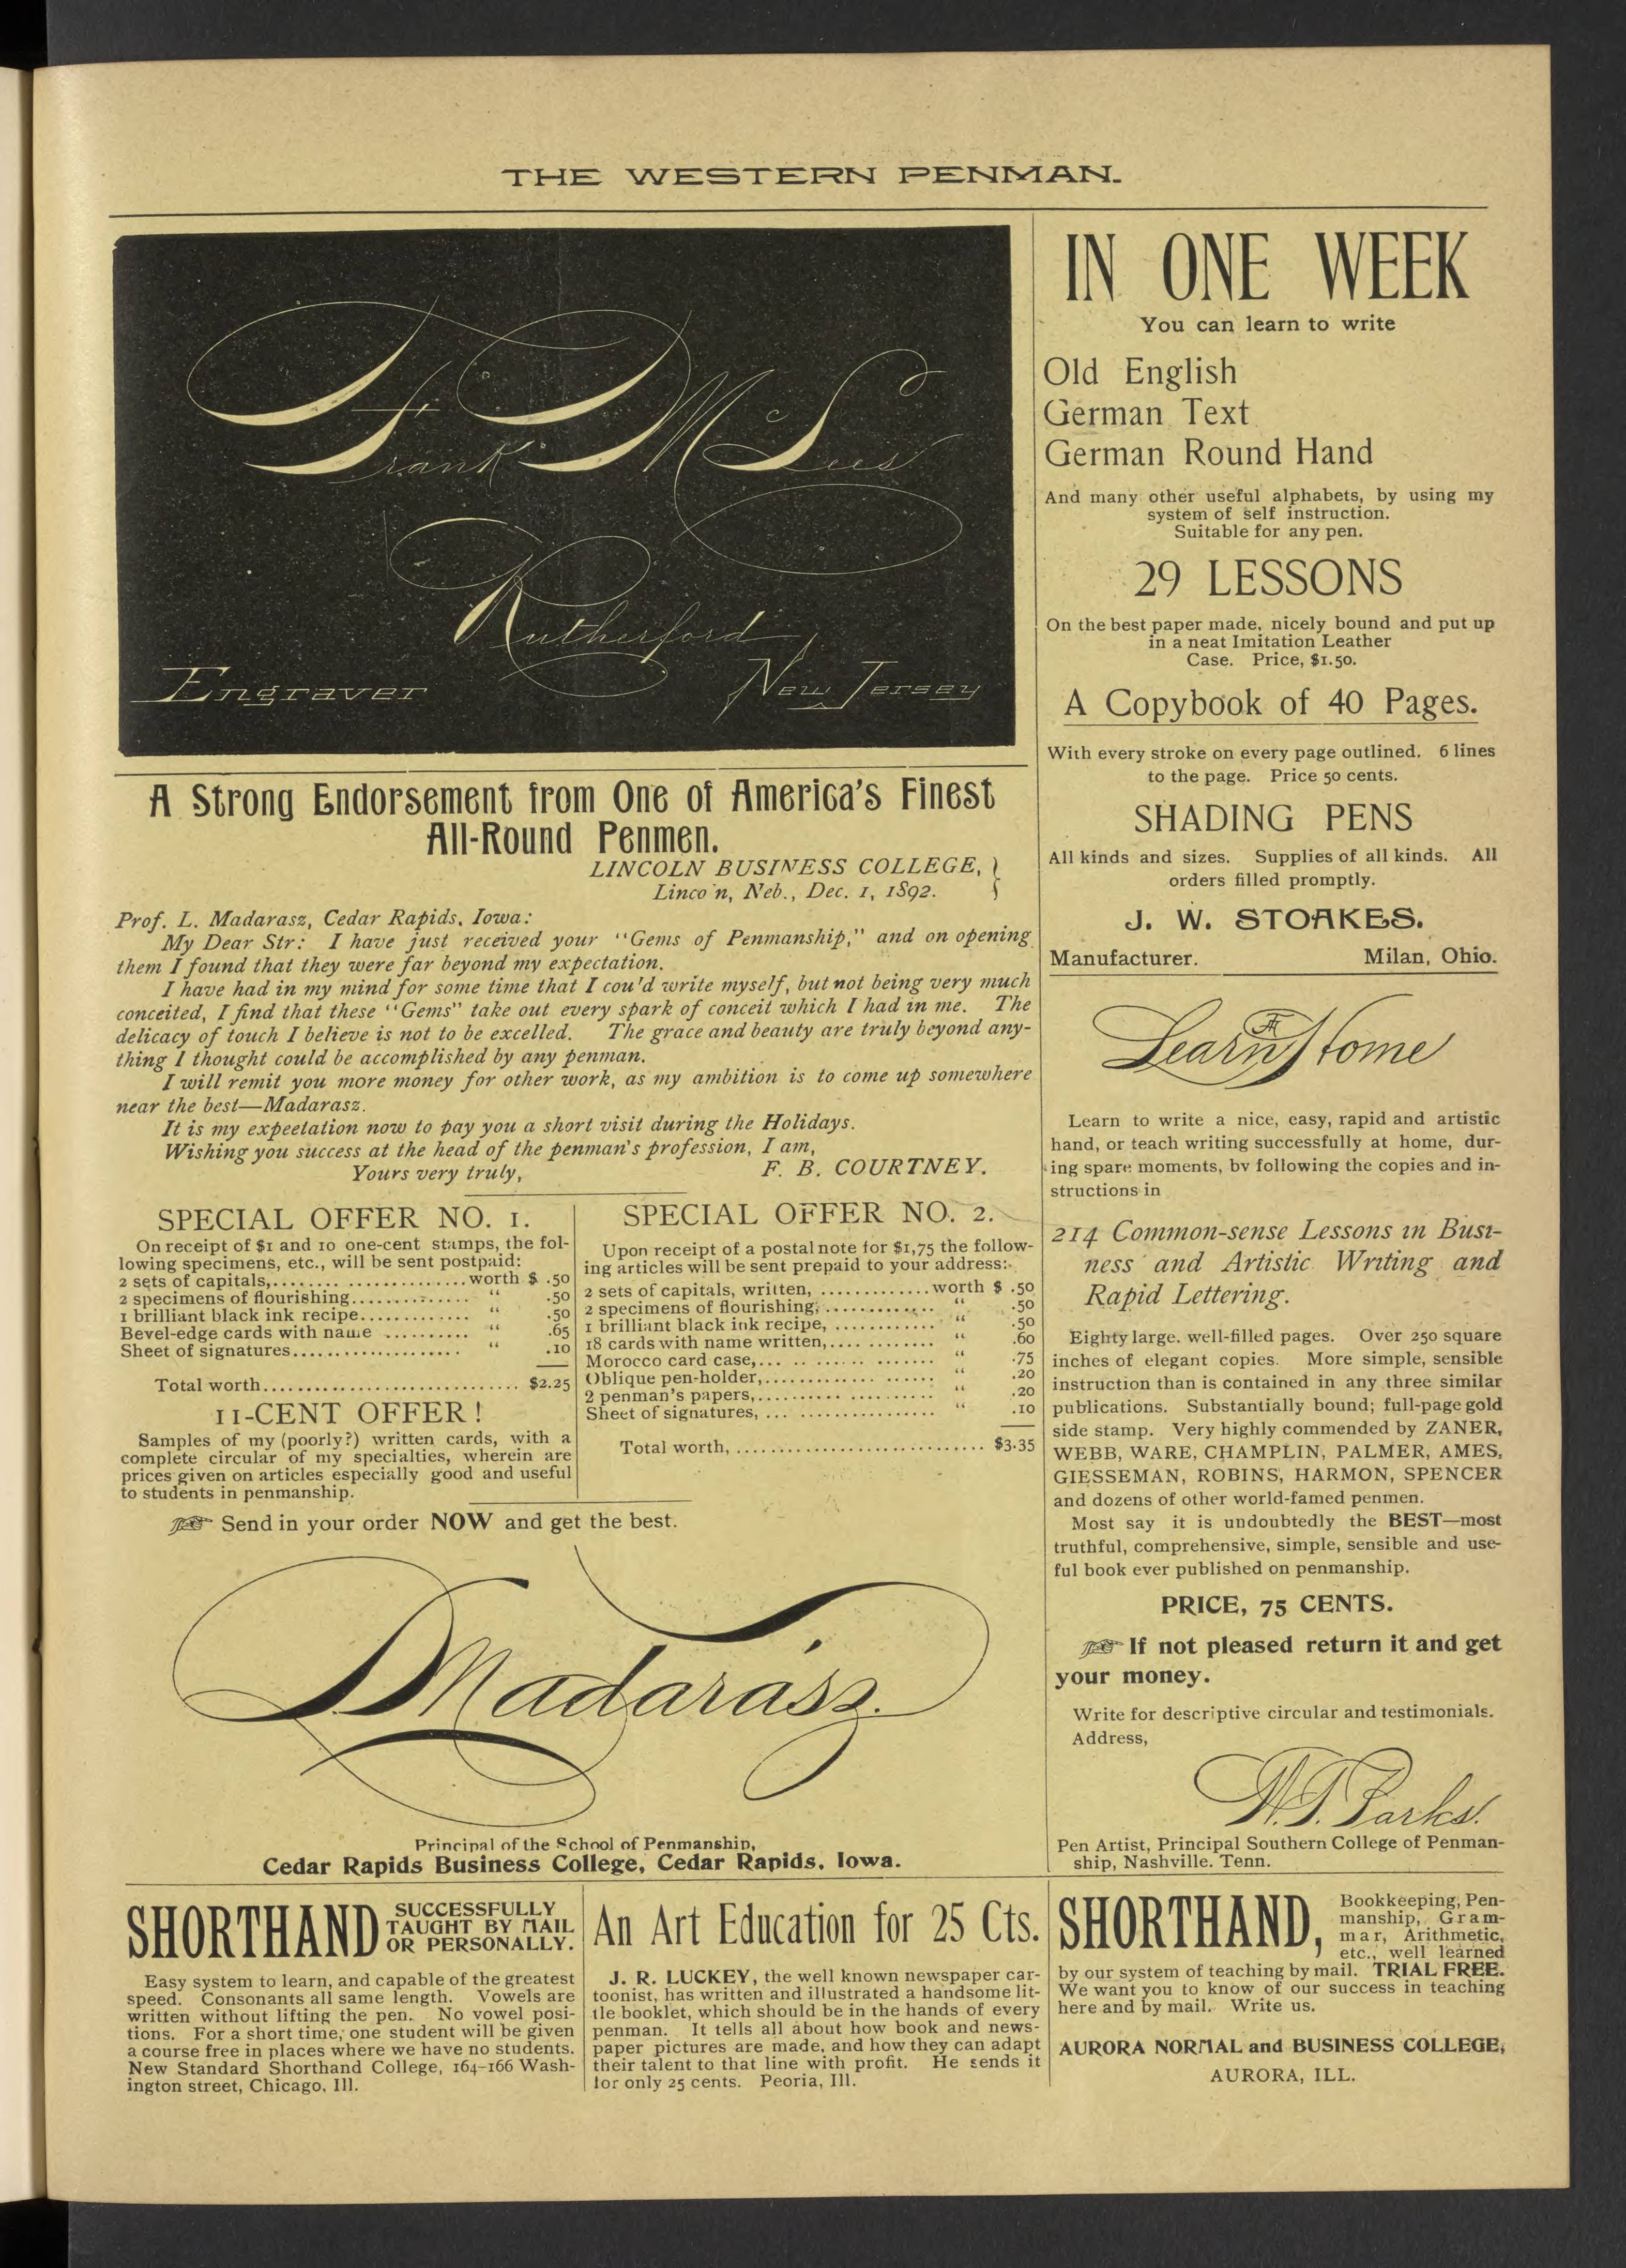 THE WESTERN PENMAN.
Frank D McLees
Rutherford
Engraver
New Jersey
A Strong Endorsement from One of America's Finest
All-Round Penmen.
LINCOLN BUSINESS COLLEGE,
Linco n, Neb., Dec. 1, 1892.
Prof. L. Madarasz, Cedar Rapids, Iowa:
My Dear Str: I have just received your "Gems of Penmanship," and on opening
them I found that they were far beyond my expectation.
I have had in my mind for some time that I cou'd write myself, but not being very much
conceited, I find that these "Gems" take out every spark of conceit which I had in me. The
delicacy of touch I believe is not to be excelled. The grace and beauty are truly beyond any-
thing I thought could be accomplished by any penman.
I will remit you more money for other work, as my ambition is to come up somewhere
near the best—Madarasz.
It is my expeetation now to pay you a short visit during the Holidays.
Wishing you success at the head of the penman's profession, I am,
Yours very truly, F. B. COURTNEY.
SPECIAL OFFER NO. 1.
On receipt of $1 and 10 one-cent stamps, the fol-
lowing specimens, etc., will be sent postpaid:
2 sets of capitals,........ ................worth $ .50
2 specimens of flourishing.............. " .50
1 brilliant black ink recipe............. " .50
Bevel-edge cards with name .......... " .65
Sheet of signatures.................... " .10
Total worth................................ $2.25
11-CENT OFFER!
Samples of my (poorly?) written cards, with a
complete circular of my specialties, wherein are
prices given on articles especially good and useful
to students in penmanship.
SPECIAL OFFER NO. 2.
Upon receipt of a postal note for $1,75 the follow-
ing articles will be sent prepaid to your address:
2 sets of capitals, written, .............worth $ .50
2 specimens of flourishing, ............. " .50
1 brilliant black ink recipe, ............ " .50
18 cards with name written,............ " .60
Morocco card case,... .. ....... ....... " .75
Oblique pen-holder,.............. ...... " .20
2 penman's papers,.......... .......... " .20
Sheet of signatures, ... ................. " .10
Total worth, .............................. $3.35
Send in your order NOW and get the best.
L Madarasz.
Principal of the School of Penmanship,
Cedar Rapids Business College, Cedar Rapids, Iowa.
IN ONE WEEK
You can learn to write
Old English
German Text
German Round Hand
And many other useful alphabets, by using my
system of self instruction.
Suitable for any pen.
29 LESSONS
On the best paper made, nicely bound and put up
in a neat Imitation Leather
Case. Price, $1.50.
A Copybook of 40 Pages.
With every stroke on every page outlined. 6 lines
to the page. Price 50 cents.
SHADING PENS
All kinds and sizes. Supplies of all kinds. All
orders filled promptly.
J. W. STOAKES.
Manufacturer. Milan, Ohio.
Learn At Home
Learn to write a nice, easy, rapid and artistic
hand, or teach writing successfully at home, dur-
ing spare moments, bv following the copies and in-
structions in
214 Common-sense Lessons in Busi-
ness and Artistic Writing and
Rapid Lettering.
Eighty large, well-filled pages. Over 250 square
inches of elegant copies. More simple, sensible
instruction than is contained in any three similar
publications. Substantially bound; full-page gold
side stamp. Very highly commended by ZANER,
WEBB, WARE, CHAMPLIN, PALMER, AMES,
GIESSEMAN, ROBINS, HARMON, SPENCER
and dozens of other world-famed penmen.
Most say it is undoubtedly the BEST—most
truthful, comprehensive, simple, sensible and use-
ful book ever published on penmanship.
PRICE, 75 CENTS.
If not pleased return it and get
your money.
Write for descriptive circular and testimonials.
Address,
W.T. Parks.
Pen Artist, Principal Southern College of Penman-
ship, Nashville. Tenn.
SHORTHAND SUCCESSFULLY
TAUGHT BY MAIL
OR PERSONALLY.
Easy system to learn, and capable of the greatest
speed. Consonants all same length. Vowels are
written without lifting the pen. No vowel posi-
tions. For a short time, one student will be given
a course free in places where we have no students.
New Standard Shorthand College, 164-166 Wash-
ington street, Chicago, Ill.
An Art Education for 25 Cts.
J. R. LUCKEY, the well known newspaper car-
toonist, has written and illustrated a handsome lit-
tle booklet, which should be in the hands of every
penman. It tells all about how book and news-
paper pictures are made, and how they can adapt
their talent to that line with profit. He sends it
for only 25 cents. Peoria, Ill.
SHORTHAND, Bookkeeping, Pen-
manship, Gram-
mar, Arithmetic,
etc., well learned
by our system of teaching by mail. TRIAL FREE.
We want you to know of our success in teaching
here and by mail. Write us.
AURORA NORMAL and BUSINESS COLLEGE,
AURORA, ILL.